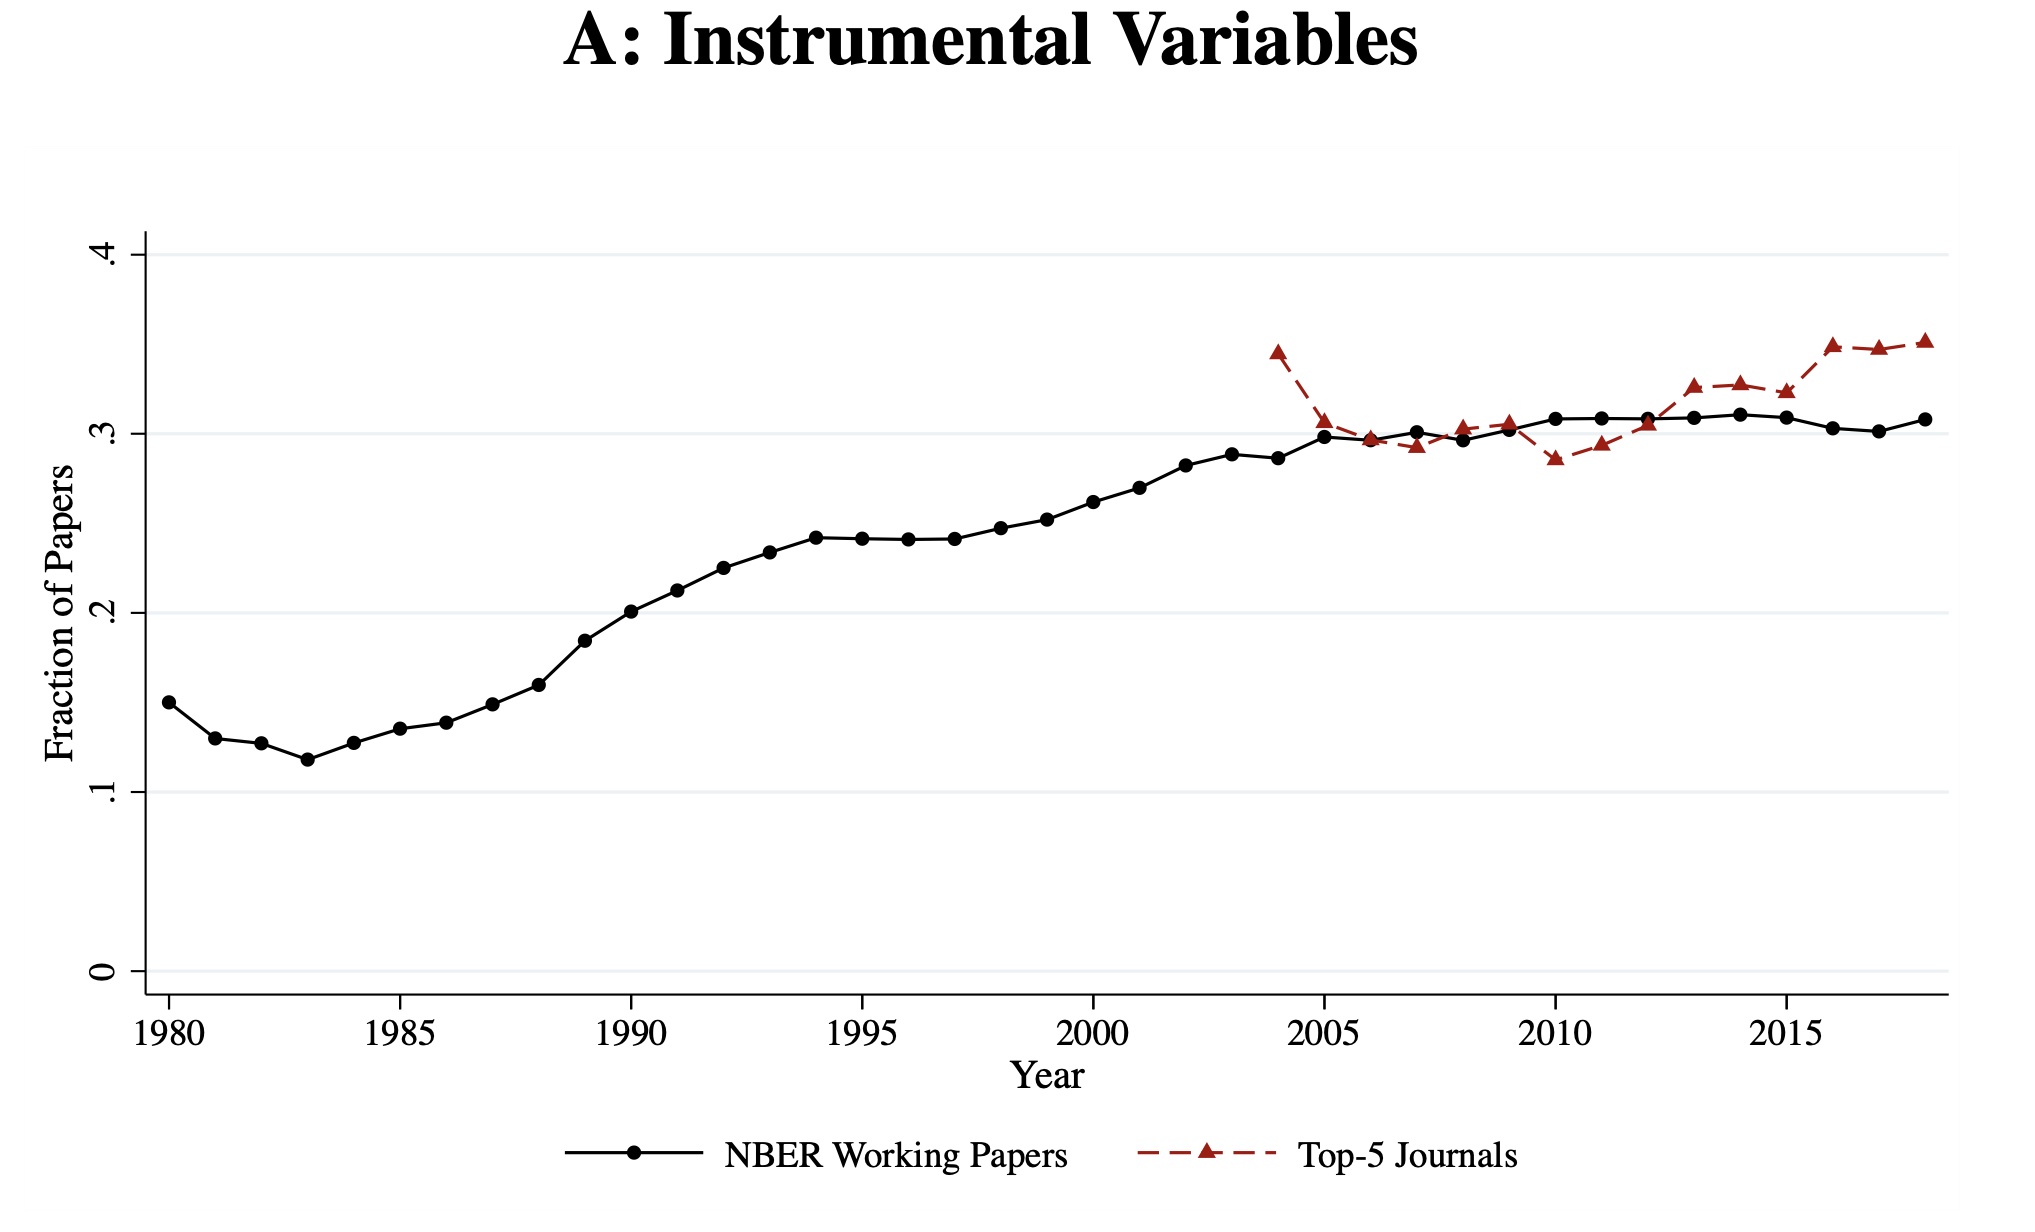 A: Instrumental Variables
Fraction of Papers
.4
.3
.2
.1
0
1980 1985 1990 1995 2000 2005 2010 2015
Year
NBER Working Papers Top-5 Journals